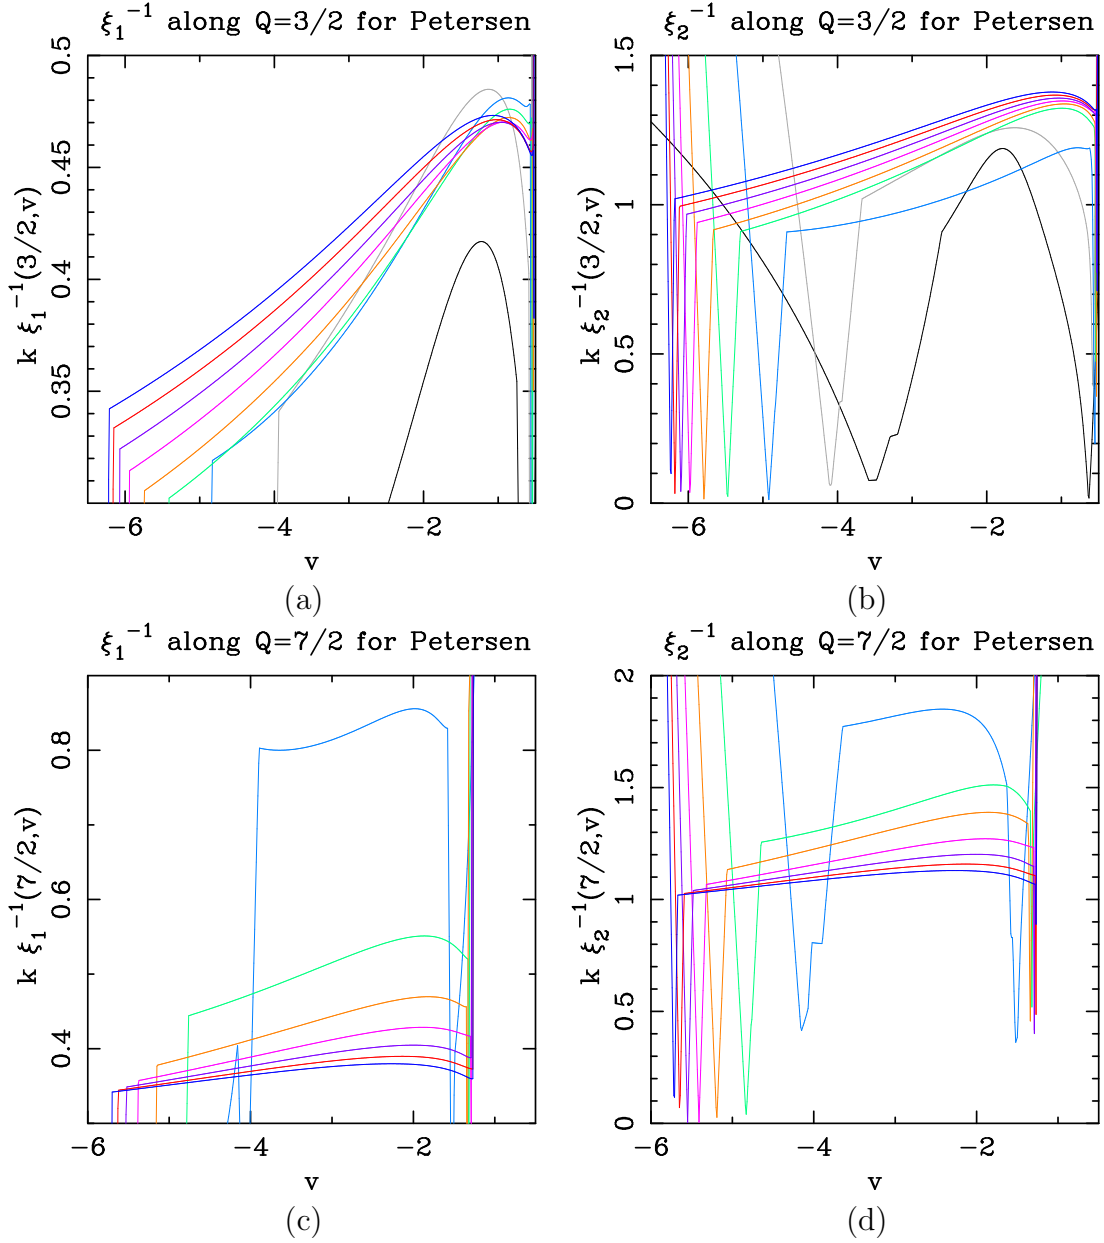 ξ₁⁻¹ along Q=3/2 for Petersen
0.5
0.45
0.4
0.35
k ξ₁⁻¹(3/2,v)
−6 −4 −2
v
(a)
ξ₂⁻¹ along Q=3/2 for Petersen
1.5
1
0.5
0
k ξ₂⁻¹(3/2,v)
−6 −4 −2
v
(b)
ξ₁⁻¹ along Q=7/2 for Petersen
0.8
0.6
0.4
k ξ₁⁻¹(7/2,v)
−6 −4 −2
v
(c)
ξ₂⁻¹ along Q=7/2 for Petersen
2
1.5
1
0.5
0
k ξ₂⁻¹(7/2,v)
−6 −4 −2
v
(d)